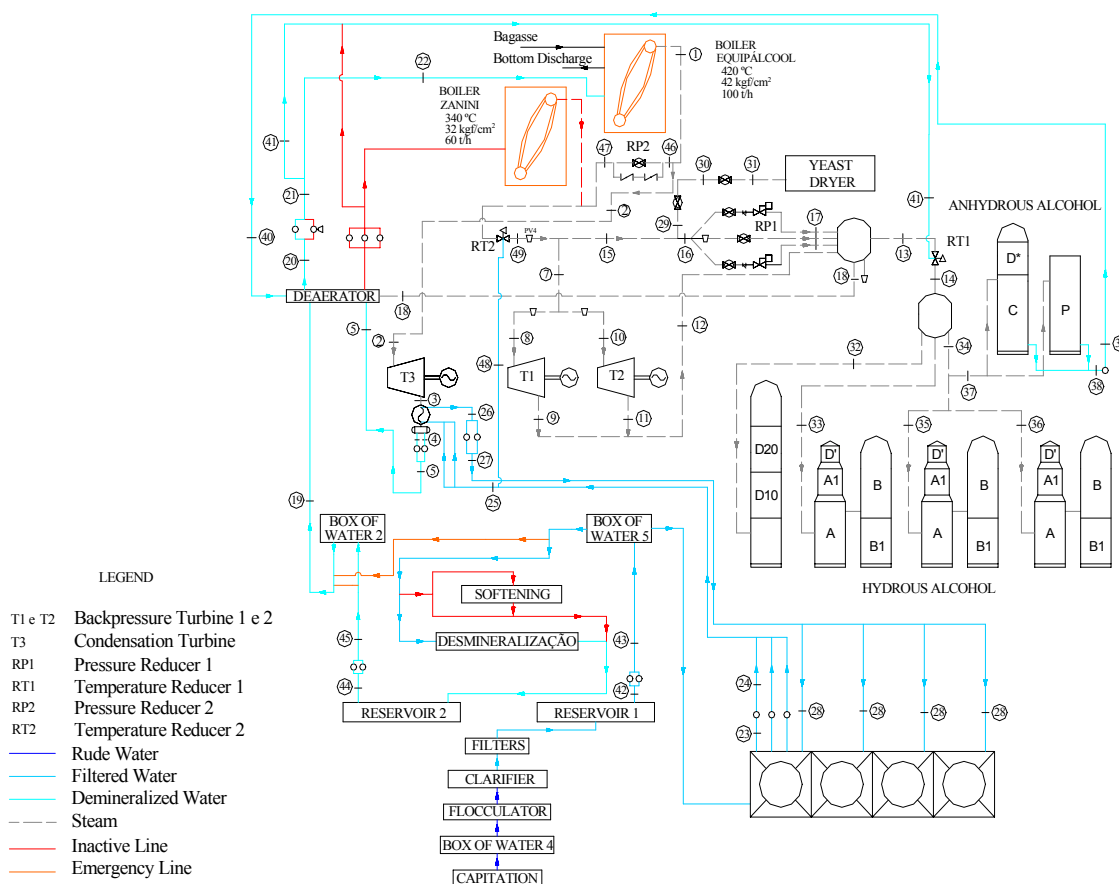 Bagasse
Bottom Discharge
BOILER
EQUIPÁLCOOL
420 ºC
42 kgf/cm²
100 t/h
1
22
BOILER
ZANINI
340 ºC
32 kgf/cm²
60 t/h
47
RP2
46
30
31
YEAST
DRYER
41
21
2
29
17
41
ANHYDROUS ALCOHOL
40
RT2
PV4
49
15
16
RP1
13
RT1
D*
20
7
18
14
C
P
DEAERATOR
18
5
2
8
10
12
32
34
38
T3
48
T1
T2
37
3
26
9
11
33
35
36
4
27
5
25
D20
D10
D'
A1
A
B
B1
D'
A1
A
B
B1
D'
A1
A
B
B1
19
BOX OF
WATER 2
BOX OF
WATER 5
HYDROUS ALCOHOL
LEGEND
SOFTENING
DESMINERALIZAÇÃO
45
43
44
42
RESERVOIR 2
RESERVOIR 1
24
23
28
28
28
28
FILTERS
CLARIFIER
FLOCCULATOR
BOX OF WATER 4
CAPITATION
T1 e T2 Backpressure Turbine 1 e 2
T3 Condensation Turbine
RP1 Pressure Reducer 1
RT1 Temperature Reducer 1
RP2 Pressure Reducer 2
RT2 Temperature Reducer 2
Rude Water
Filtered Water
Demineralized Water
Steam
Inactive Line
Emergency Line